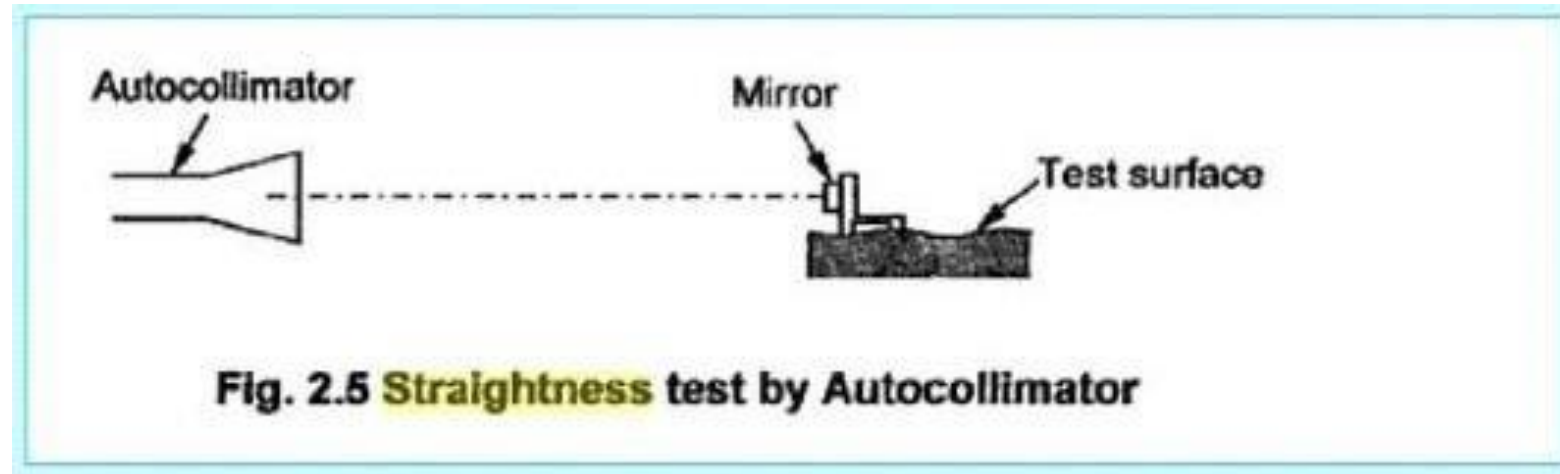 Autocollimator
Mirror
Test surface
Fig. 2.5 Straightness test by Autocollimator